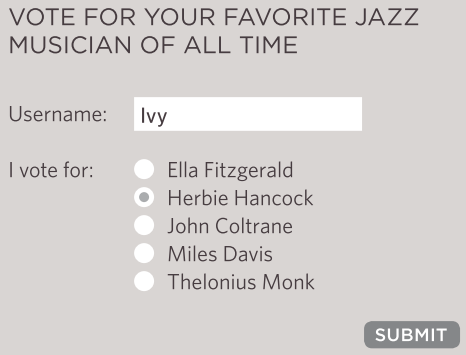 VOTE FOR YOUR FAVORITE JAZZ
MUSICIAN OF ALL TIME
Username: Ivy
I vote for: Ella Fitzgerald
Herbie Hancock
John Coltrane
Miles Davis
Thelonius Monk
SUBMIT